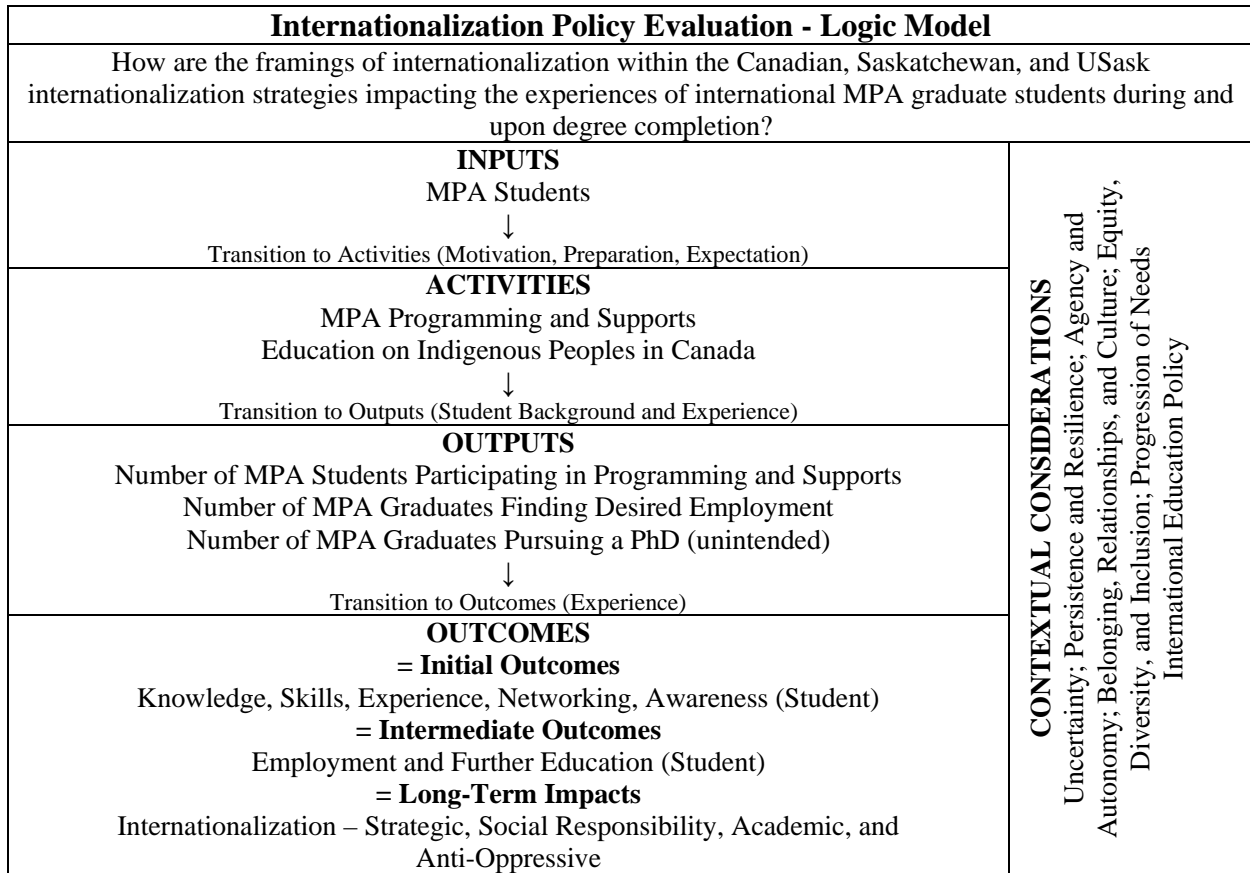 Internationalization Policy Evaluation - Logic Model
How are the framings of internationalization within the Canadian, Saskatchewan, and USask
internationalization strategies impacting the experiences of international MPA graduate students during and
upon degree completion?
INPUTS
MPA Students
↓
Transition to Activities (Motivation, Preparation, Expectation)
ACTIVITIES
MPA Programming and Supports
Education on Indigenous Peoples in Canada
↓
Transition to Outputs (Student Background and Experience)
OUTPUTS
Number of MPA Students Participating in Programming and Supports
Number of MPA Graduates Finding Desired Employment
Number of MPA Graduates Pursuing a PhD (unintended)
↓
Transition to Outcomes (Experience)
OUTCOMES
= Initial Outcomes
Knowledge, Skills, Experience, Networking, Awareness (Student)
= Intermediate Outcomes
Employment and Further Education (Student)
= Long-Term Impacts
Internationalization – Strategic, Social Responsibility, Academic, and
Anti-Oppressive
CONTEXTUAL CONSIDERATIONS
Uncertainty; Persistence and Resilience; Agency and
Autonomy; Belonging, Relationships, and Culture; Equity,
Diversity, and Inclusion; Progression of Needs
International Education Policy